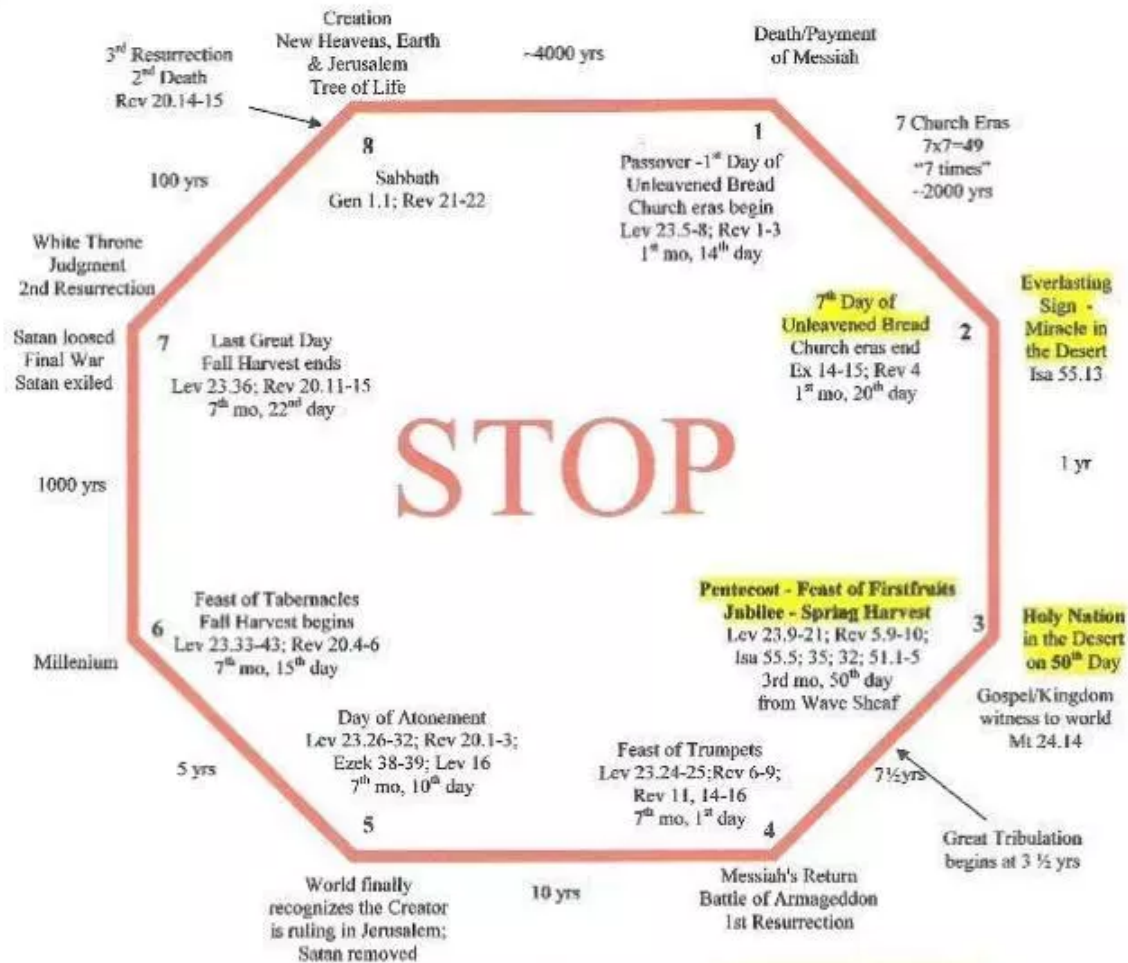 Creation
New Heavens, Earth
& Jerusalem
Tree of Life
~4000 yrs
Death/Payment
of Messiah
3rd Resurrection
2nd Death
Rev 20.14-15
8
Sabbath
Gen 1.1; Rev 21-22
1
Passover -1st Day of
Unleavened Bread
Church eras begin
Lev 23.5-8; Rev 1-3
1st mo, 14th day
7 Church Eras
7x7=49
“7 times”
~2000 yrs
100 yrs
White Throne
Judgment
2nd Resurrection
7th Day of
Unleavened Bread
Church eras end
Ex 14-15; Rev 4
1st mo, 20th day
2
Everlasting
Sign -
Miracle in
the Desert
Isa 55.13
Satan loosed
Final War
Satan exiled
7
Last Great Day
Fall Harvest ends
Lev 23.36; Rev 20.11-15
7th mo, 22nd day
STOP
1 yr
1000 yrs
Pentecost - Feast of Firstfruits
Jubilee - Spring Harvest
Lev 23.9-21; Rev 5.9-10;
Isa 55.5; 35; 32; 51.1-5
3rd mo, 50th day
from Wave Sheaf
3
Holy Nation
in the Desert
on 50th Day
Gospel/Kingdom
witness to world
Mt 24.14
6
Feast of Tabernacles
Fall Harvest begins
Lev 23.33-43; Rev 20.4-6
7th mo, 15th day
Millenium
Day of Atonement
Lev 23.26-32; Rev 20.1-3;
Ezek 38-39; Lev 16
7th mo, 10th day
5
Feast of Trumpets
Lev 23.24-25;Rev 6-9;
Rev 11, 14-16
7th mo, 1st day
4
7½yrs
5 yrs
Great Tribulation
begins at 3 ½ yrs
World finally
recognizes the Creator
is ruling in Jerusalem;
Satan removed
10 yrs
Messiah's Return
Battle of Armageddon
1st Resurrection